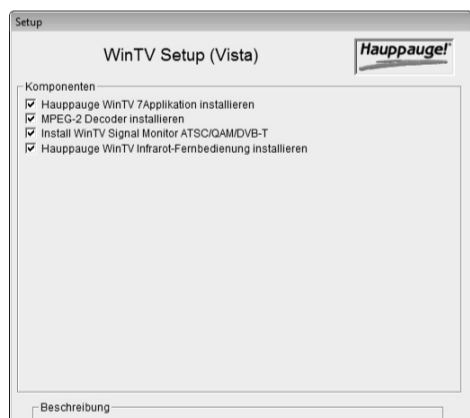 Setup
WinTV Setup (Vista)
Hauppauge!
Komponenten
Hauppauge WinTV 7Applikation installieren
MPEG-2 Decoder installieren
Install WinTV Signal Monitor ATSC/QAM/DVB-T
Hauppauge WinTV Infrarot-Fernbedienung installieren
Beschreibung